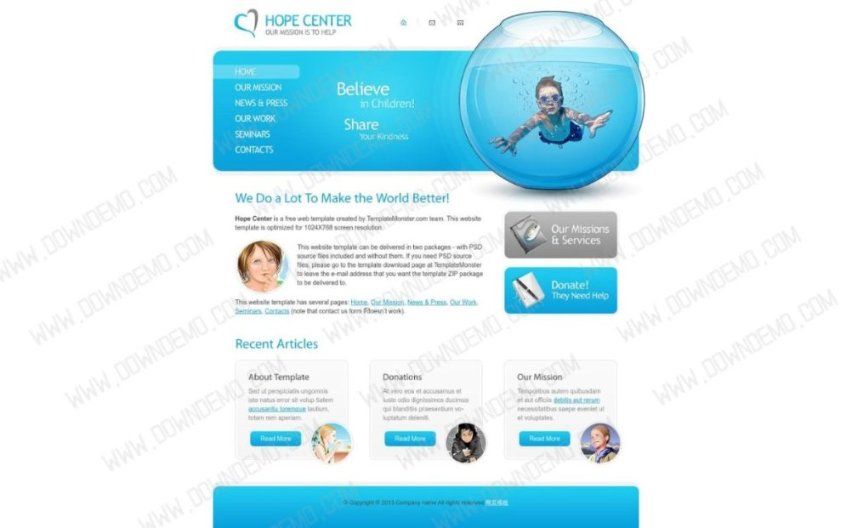 HOPE CENTER
OUR MISSION IS TO HELP
HOME
OUR MISSION
NEWS & PRESS
OUR WORK
SEMINARS
CONTACTS
Believe
in Children!
Share
Your Kindness
We Do a Lot To Make the World Better!
Hope Center is a free web template created by TemplateMonster.com team. This website
template is optimized for 1024X768 screen resolution.
This website template can be delivered in two packages - with PSD
source files included and without them. If you need PSD source
files, please go to the template download page at TemplateMonster
to leave the e-mail address that you want the template ZIP package
to be delivered to.
This website template has several pages: Home, Our Mission, News & Press, Our Work,
Seminars, Contacts (note that contact us form doesn't work).
Our Missions
& Services
Donate!
They Need Help
Recent Articles
About Template
Sed ut perspiciatis ungomnis
iste natus error sit volup tatem
accusantiu loremque lastium,
totam rem aperiam.
Read More
Donations
At vero eos et accusamus et
iusto odio dignissimos ducimus
qui blanditiis praesentium vo-
luptatum deleniti.
Read More
Our Mission
Temporibus autem quibusdam
et aut officiis debitis aut rerum
necessitatibus saepe eveniet ut
et voluptates.
Read More
© Copyright © 2013 Company name All rights reserved.
WWW.DOWNDEMO.COM